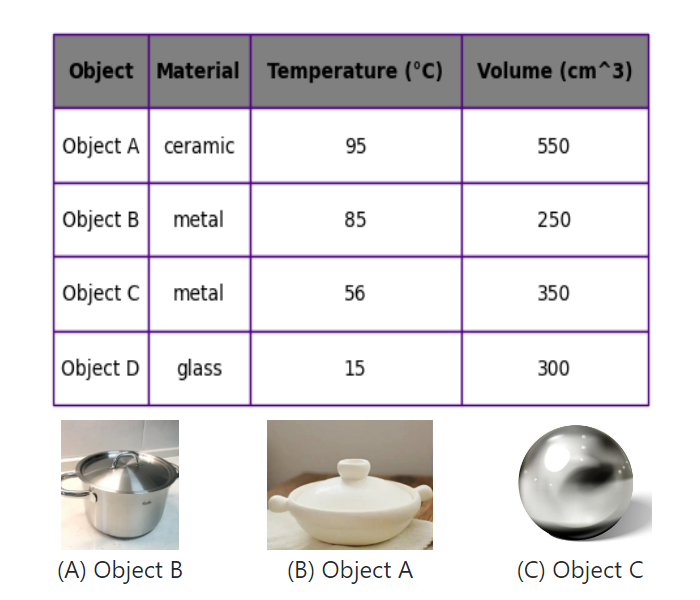 Object Material Temperature (°C) Volume (cm^3)
Object A ceramic 95 550
Object B metal 85 250
Object C metal 56 350
Object D glass 15 300
(A) Object B (B) Object A (C) Object C